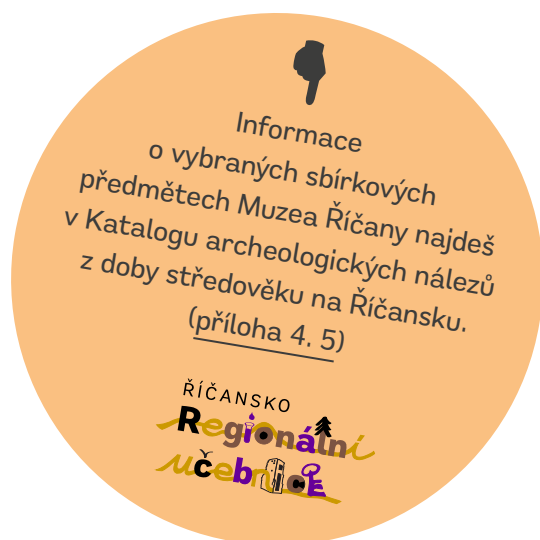 Informace
o vybraných sbírkových
předmětech Muzea Říčany najdeš
v Katalogu archeologických nálezů
z doby středověku na Říčansku.
(příloha 4. 5)
ŘÍČANSKO
Regionální
učebnice